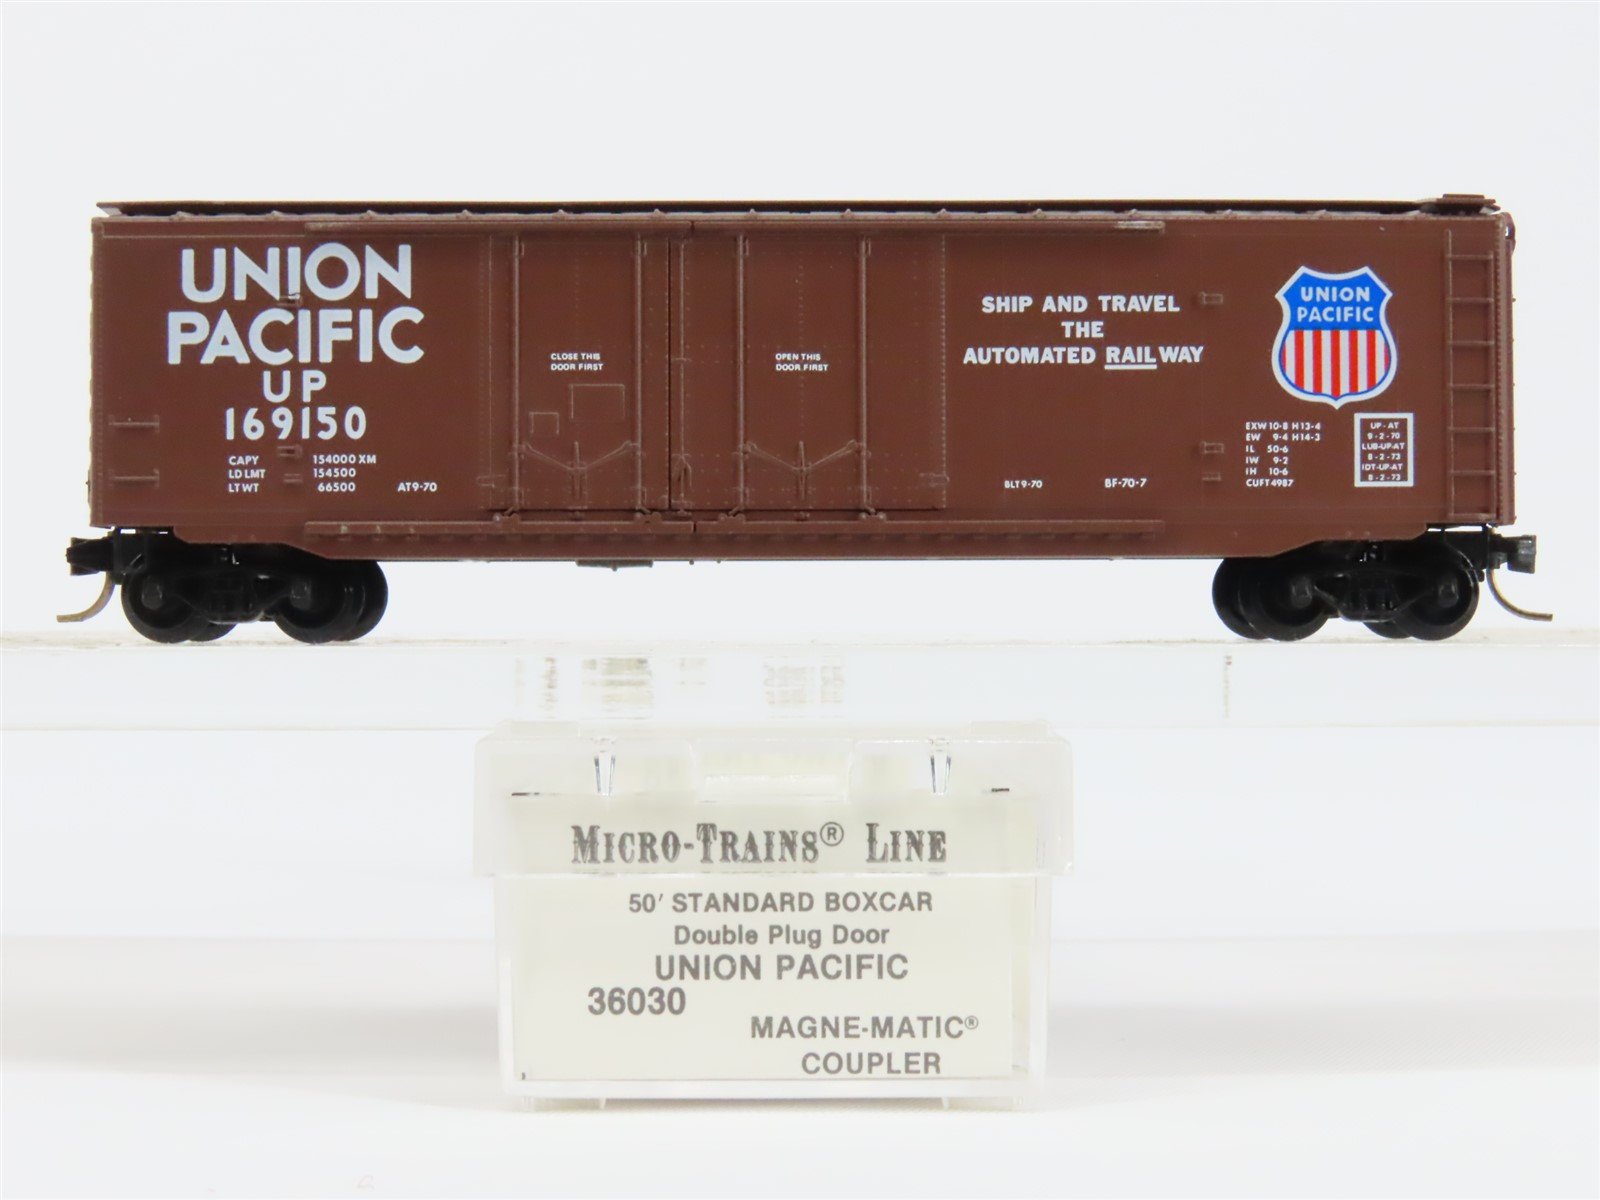 UNION
PACIFIC
UP
169150
CAPY 154000 XM
LD LMT 154500
LT WT 66500 AT 9-70
CLOSE THIS
DOOR FIRST
OPEN THIS
DOOR FIRST
SHIP AND TRAVEL
THE
AUTOMATED RAILWAY
BLT 9-70 BF-70-7
UNION
PACIFIC
EXW 10-8 H 13-4
EW 9-4 H 14-3
IL 50-6
IW 9-2
IH 10-6
CUFT 4987
UP-AT
9-2-70
LUB-UP-AT
8-2-73
IDT-UP-AT
8-2-73
MICRO-TRAINS® LINE
50' STANDARD BOXCAR
Double Plug Door
UNION PACIFIC
36030
MAGNE-MATIC®
COUPLER